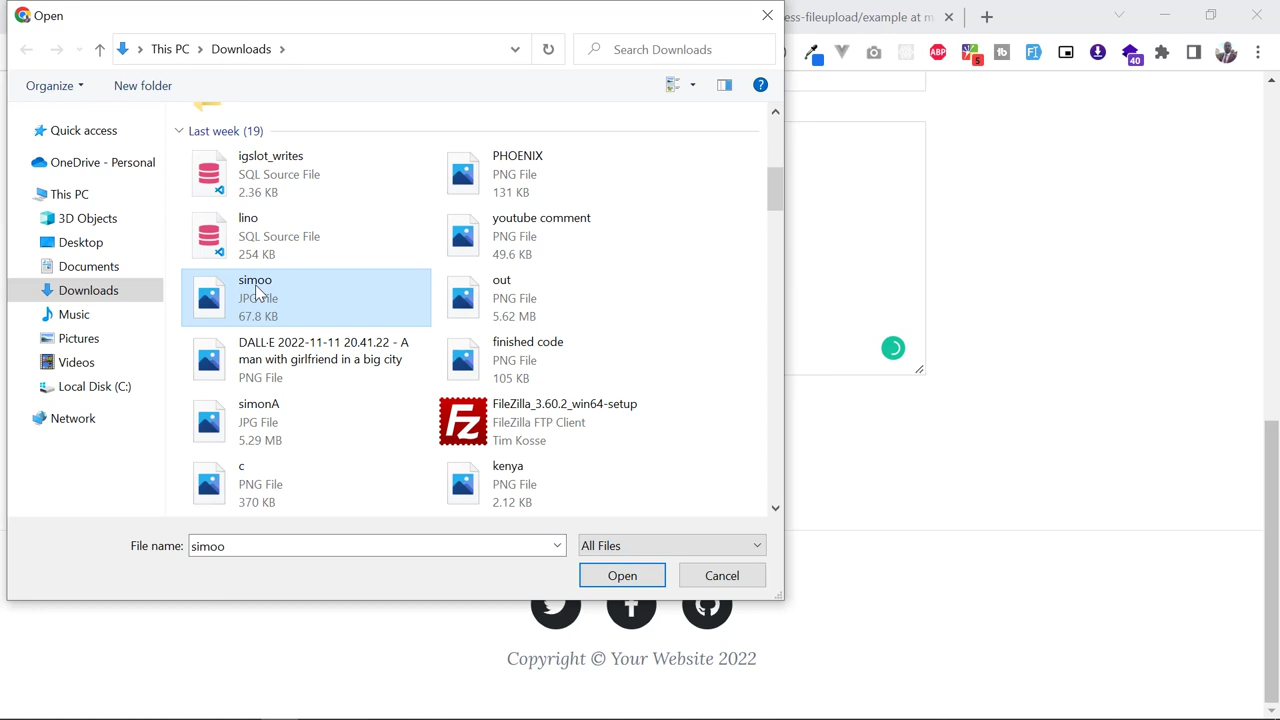 Open
ess-fileupload/example at m
This PC
Downloads
Search Downloads
Organize
New folder
ABP
5
tb
40
Quick access
OneDrive - Personal
This PC
3D Objects
Desktop
Documents
Downloads
Music
Pictures
Videos
Local Disk (C:)
Network
Last week (19)
igslot_writes
SQL Source File
2.36 KB
PHOENIX
PNG File
131 KB
lino
SQL Source File
254 KB
youtube comment
PNG File
49.6 KB
simoo
JPG File
67.8 KB
out
PNG File
5.62 MB
DALL·E 2022-11-11 20.41.22 - A
man with girlfriend in a big city
PNG File
finished code
PNG File
105 KB
simonA
JPG File
5.29 MB
FileZilla_3.60.2_win64-setup
FileZilla FTP Client
Tim Kosse
Fz
c
PNG File
370 KB
kenya
PNG File
2.12 KB
File name:
simoo
All Files
Open
Cancel
Copyright © Your Website 2022